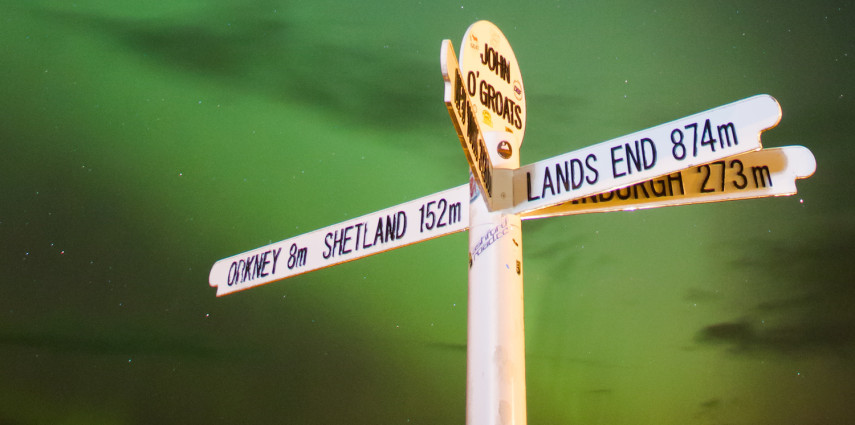 JOHN
O'GROATS
LANDS END 874m
273m
ORKNEY 8m SHETLAND 152m